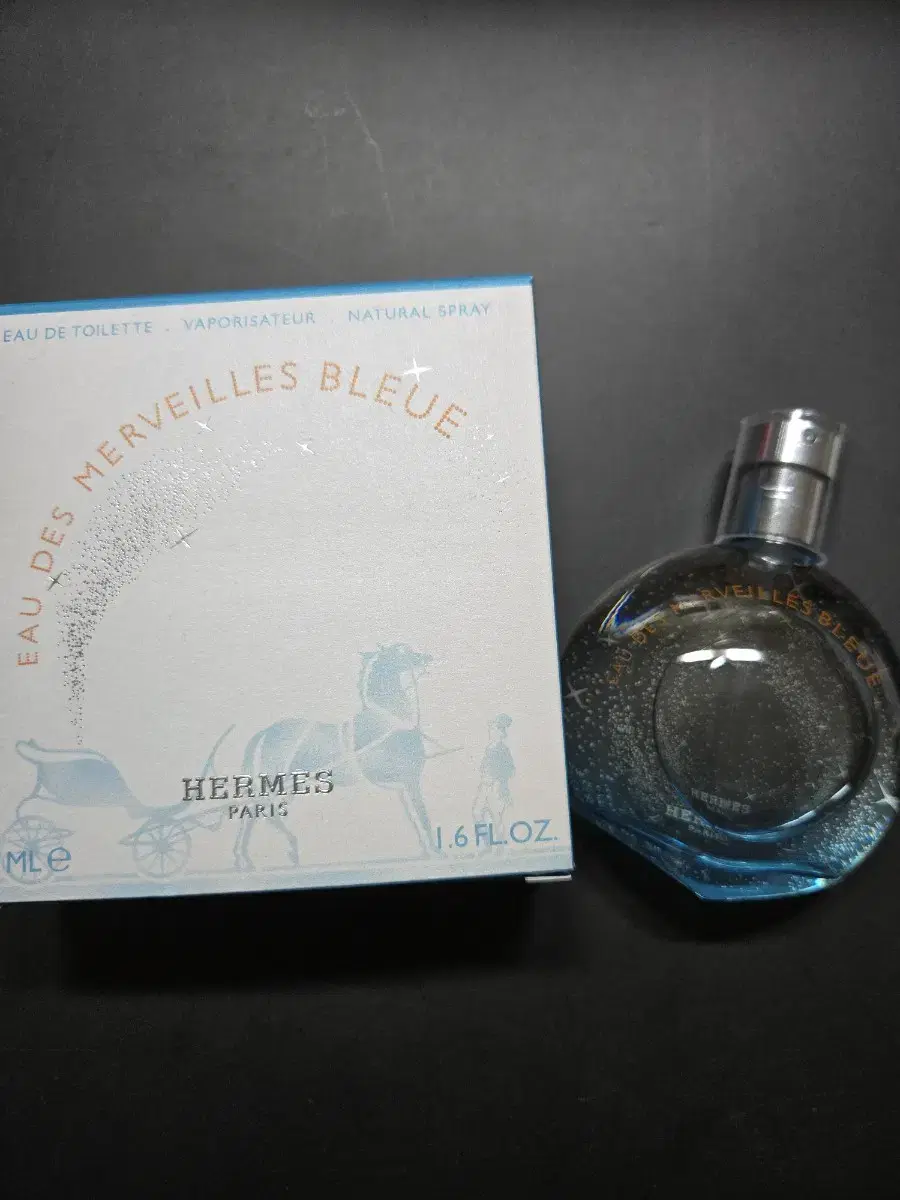 EAU DE TOILETTE . VAPORISATEUR . NATURAL SPRAY
EAU DES MERVEILLES BLEUE
HERMES
PARIS
ML e
1.6 FL.OZ.
EAU DES MERVEILLES BLEUE
HERMES